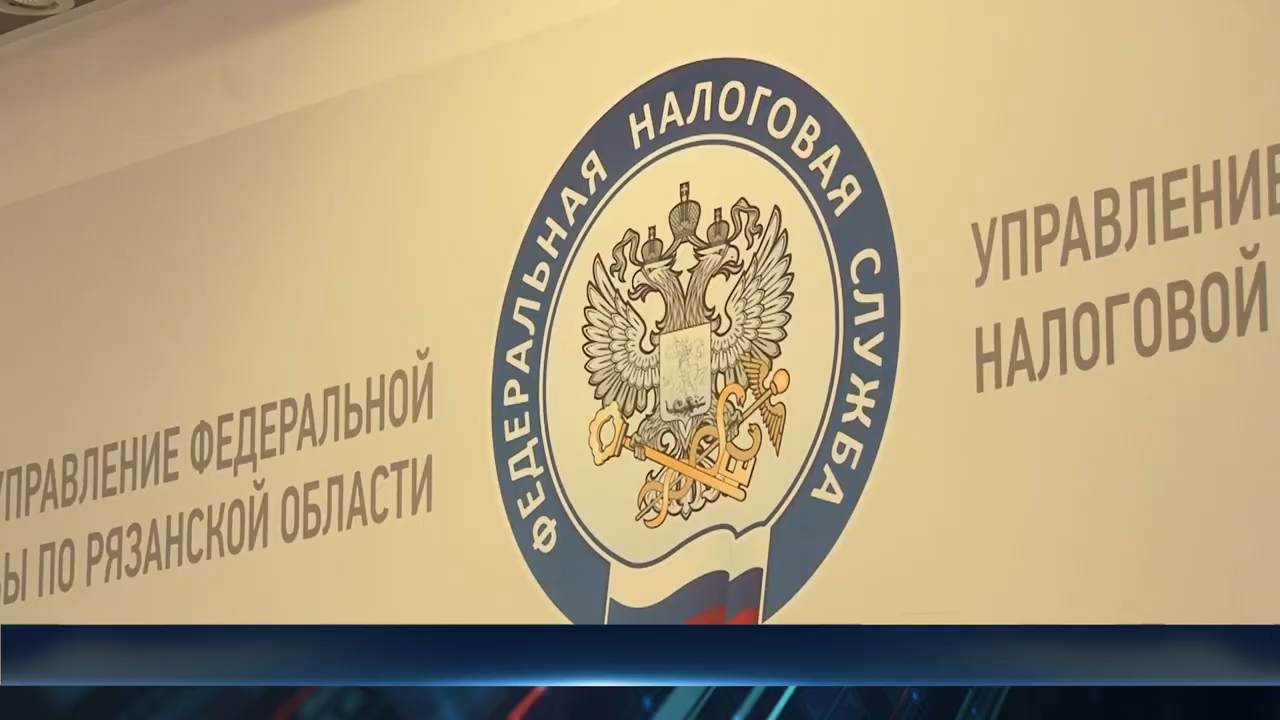 УПРАВЛЕНИЕ ФЕДЕРАЛЬНОЙ
ПО РЯЗАНСКОЙ ОБЛАСТИ
ФЕДЕРАЛЬНАЯ НАЛОГОВАЯ СЛУЖБА
УПРАВЛЕНИЕ
НАЛОГОВОЙ